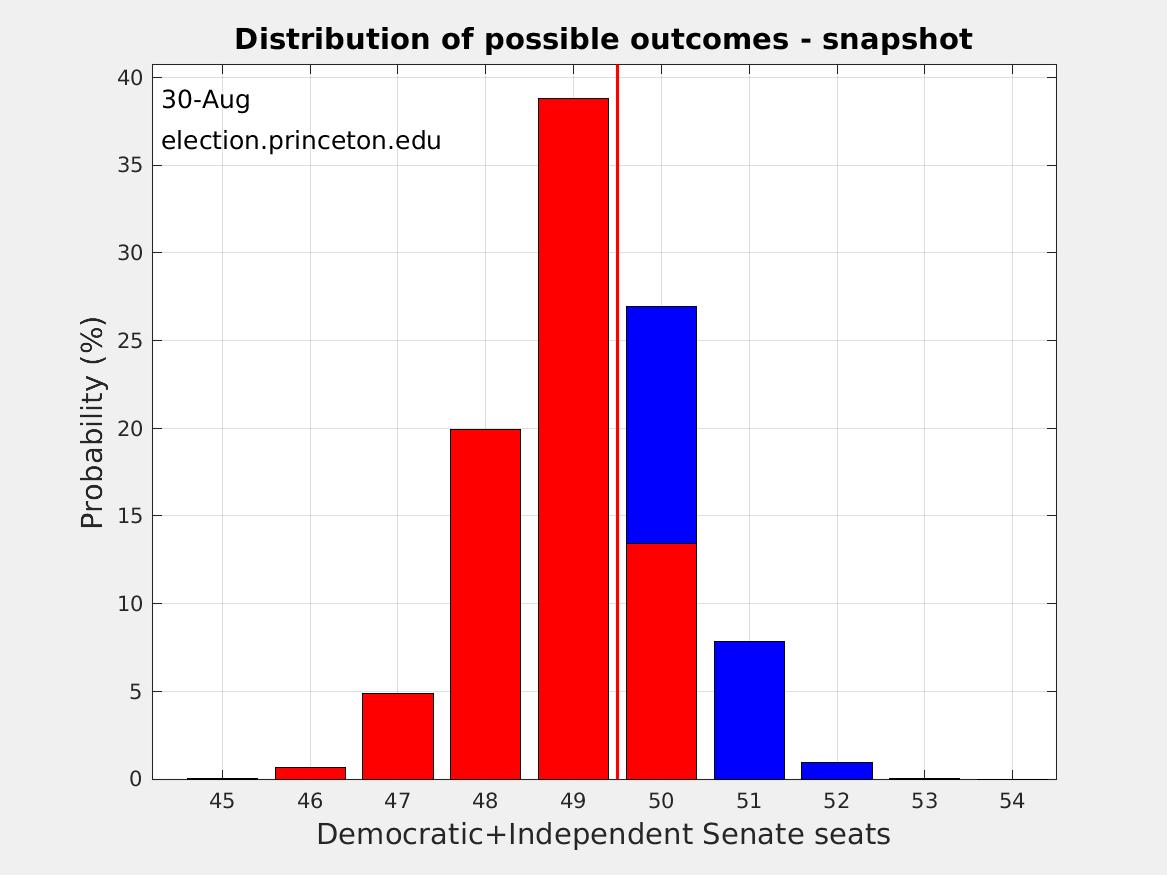 Distribution of possible outcomes - snapshot
30-Aug
election.princeton.edu
40
35
30
25
20
15
10
5
0
Probability (%)
45 46 47 48 49 50 51 52 53 54
Democratic+Independent Senate seats